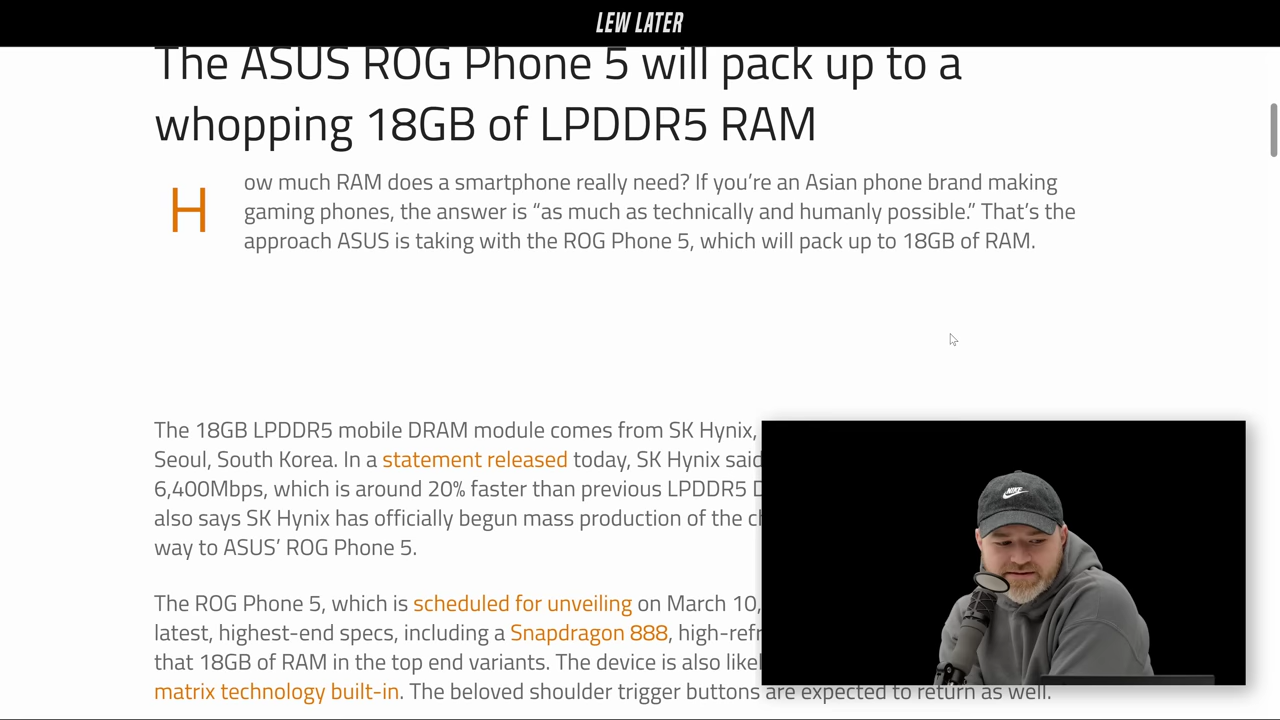 LEW LATER
The ASUS ROG Phone 5 will pack up to a
whopping 18GB of LPDDR5 RAM
How much RAM does a smartphone really need? If you’re an Asian phone brand making
gaming phones, the answer is “as much as technically and humanly possible.” That’s the
approach ASUS is taking with the ROG Phone 5, which will pack up to 18GB of RAM.
The 18GB LPDDR5 mobile DRAM module comes from SK Hynix,
Seoul, South Korea. In a statement released today, SK Hynix said
6,400Mbps, which is around 20% faster than previous LPDDR5 D
also says SK Hynix has officially begun mass production of the
way to ASUS’ ROG Phone 5.
The ROG Phone 5, which is scheduled for unveiling on March 10,
latest, highest-end specs, including a Snapdragon 888, high-refr
that 18GB of RAM in the top end variants. The device is also likel
matrix technology built-in. The beloved shoulder trigger buttons are expected to return as well.
NIKE